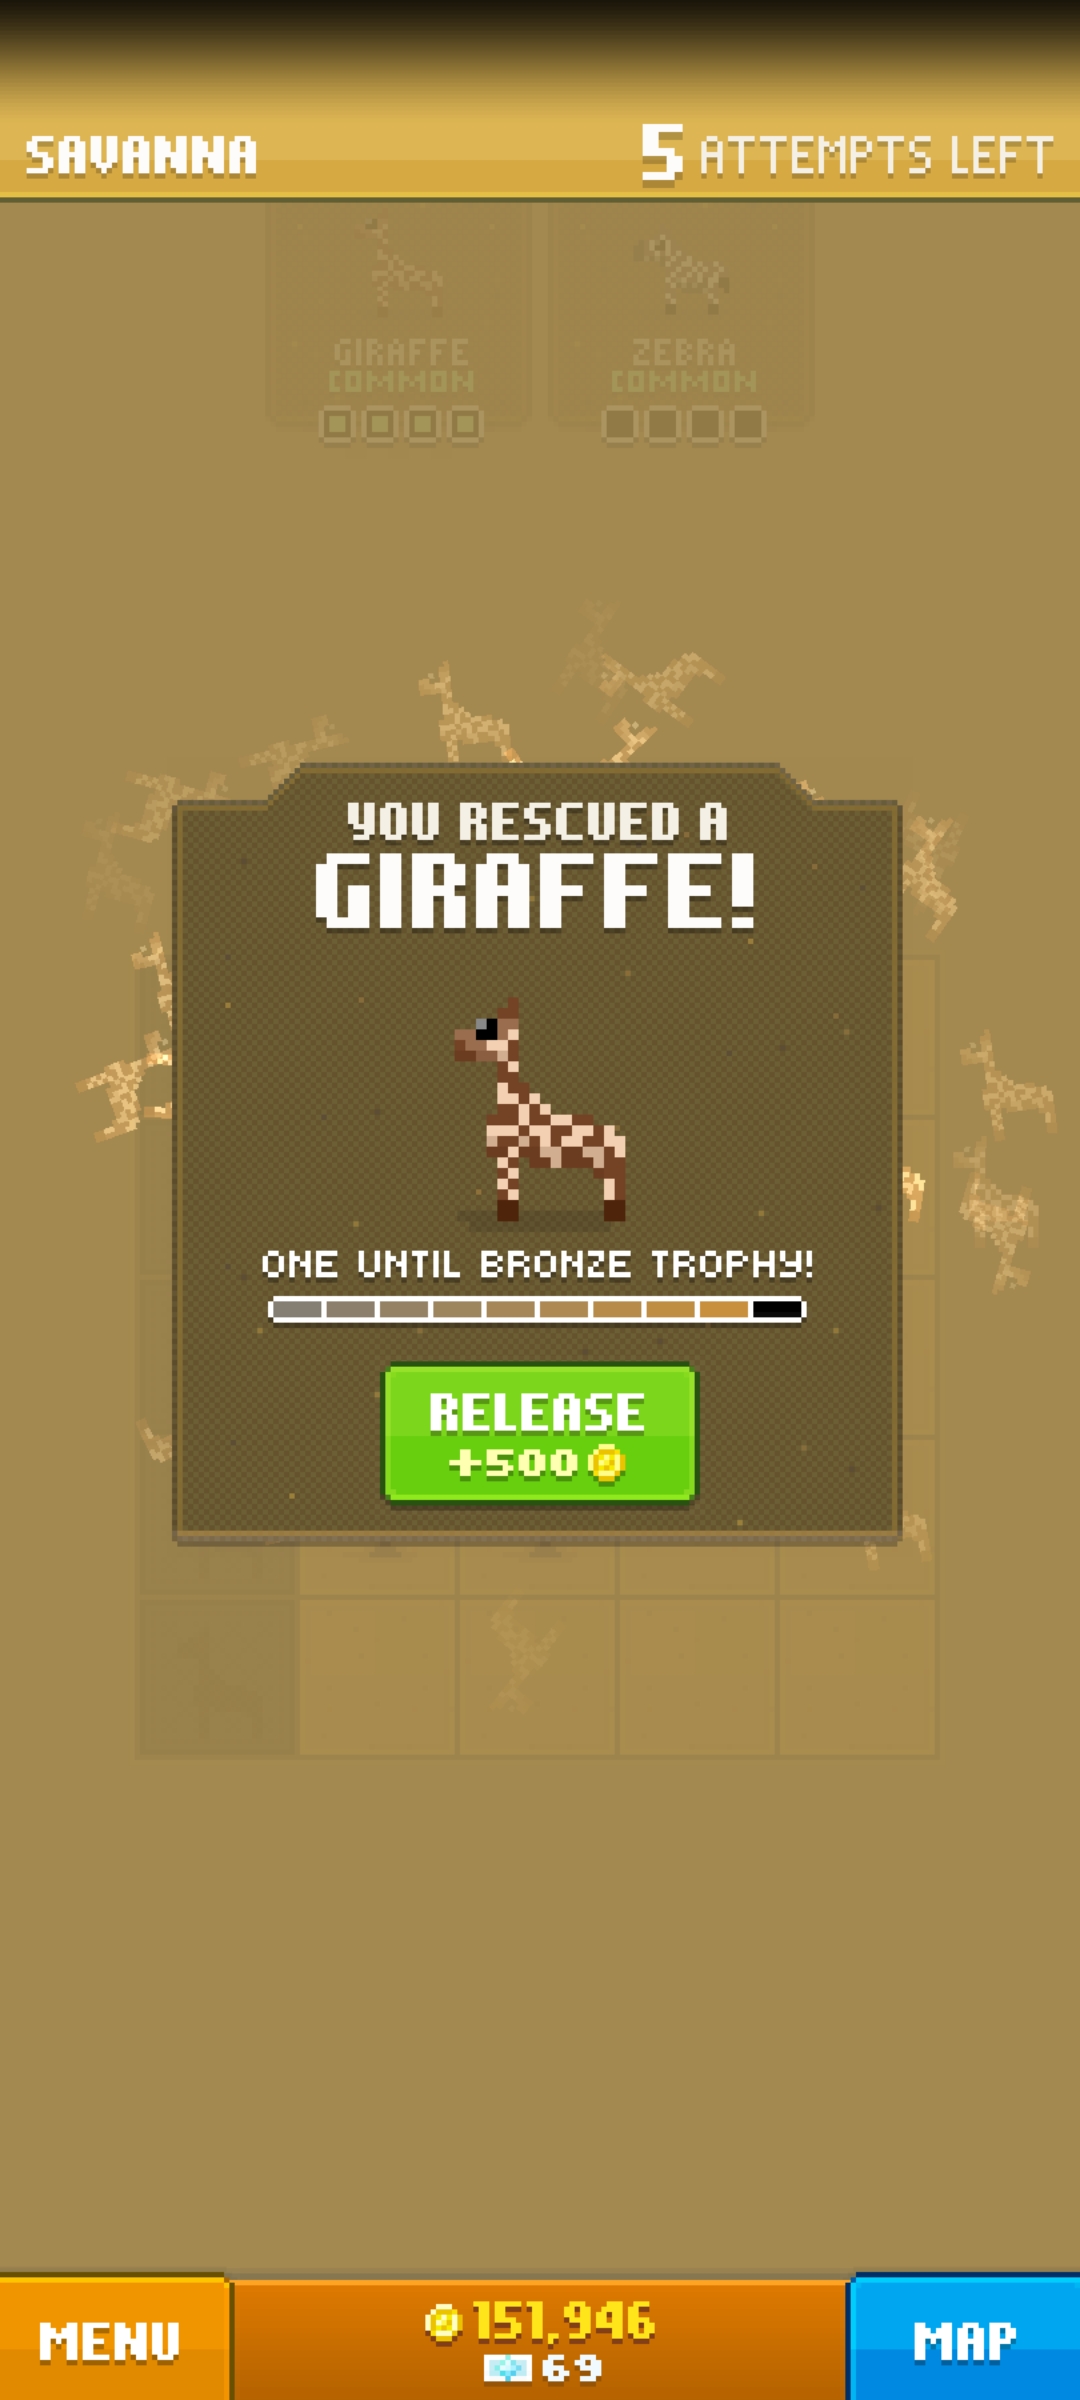 SAVANNA
5 ATTEMPTS LEFT
GIRAFFE
COMMON
ZEBRA
COMMON
YOU RESCUED A
GIRAFFE!
ONE UNTIL BRONZE TROPHY!
RELEASE
+500
MENU
151,946
69
MAP